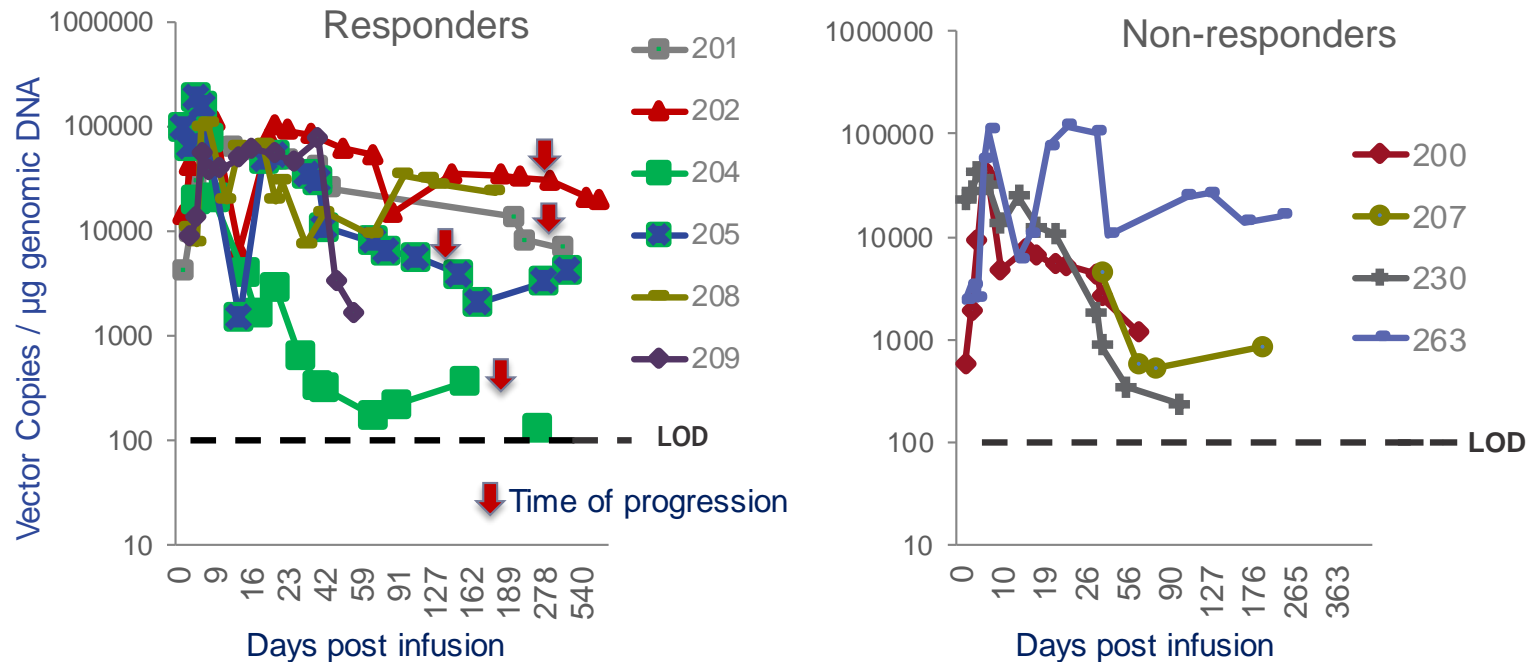 Responders
Vector Copies / µg genomic DNA
1000000
100000
10000
1000
100
10
201
202
204
205
208
209
LOD
Time of progression
0 9 16 23 42 59 91 127 162 189 278 540
Days post infusion
Non-responders
1000000
100000
10000
1000
100
10
200
207
230
263
LOD
0 10 19 26 56 90 127 176 265 363
Days post infusion